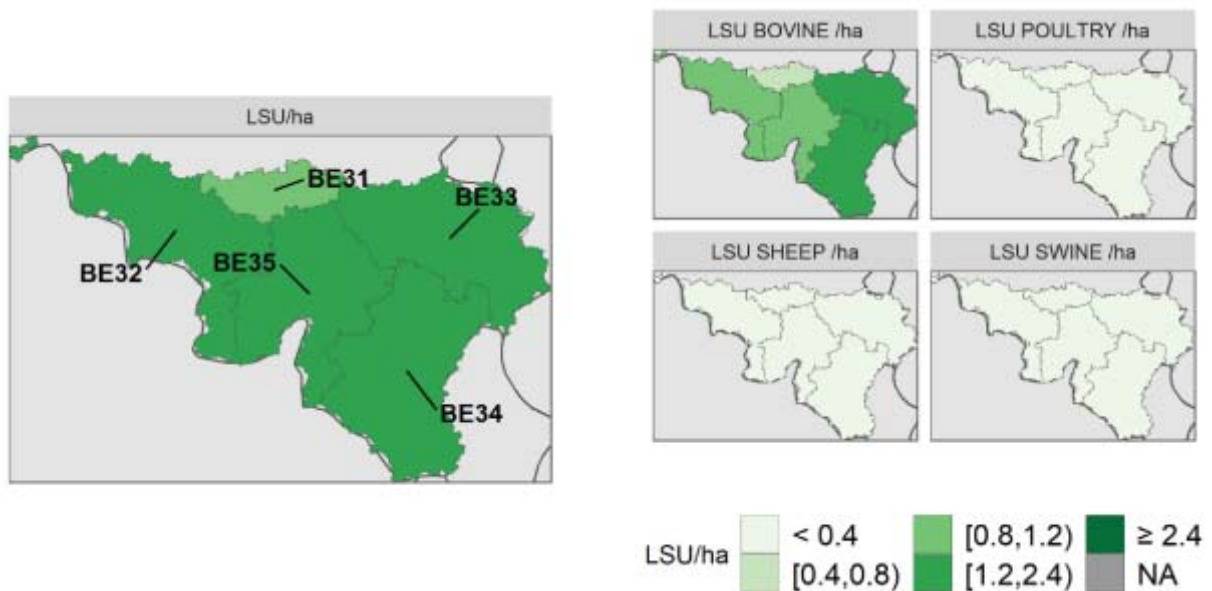 LSU/ha
BE31
BE33
BE32
BE35
BE34
LSU BOVINE /ha
LSU POULTRY /ha
LSU SHEEP /ha
LSU SWINE /ha
LSU/ha
< 0.4
[0.8,1.2)
≥ 2.4
[0.4,0.8)
[1.2,2.4)
NA